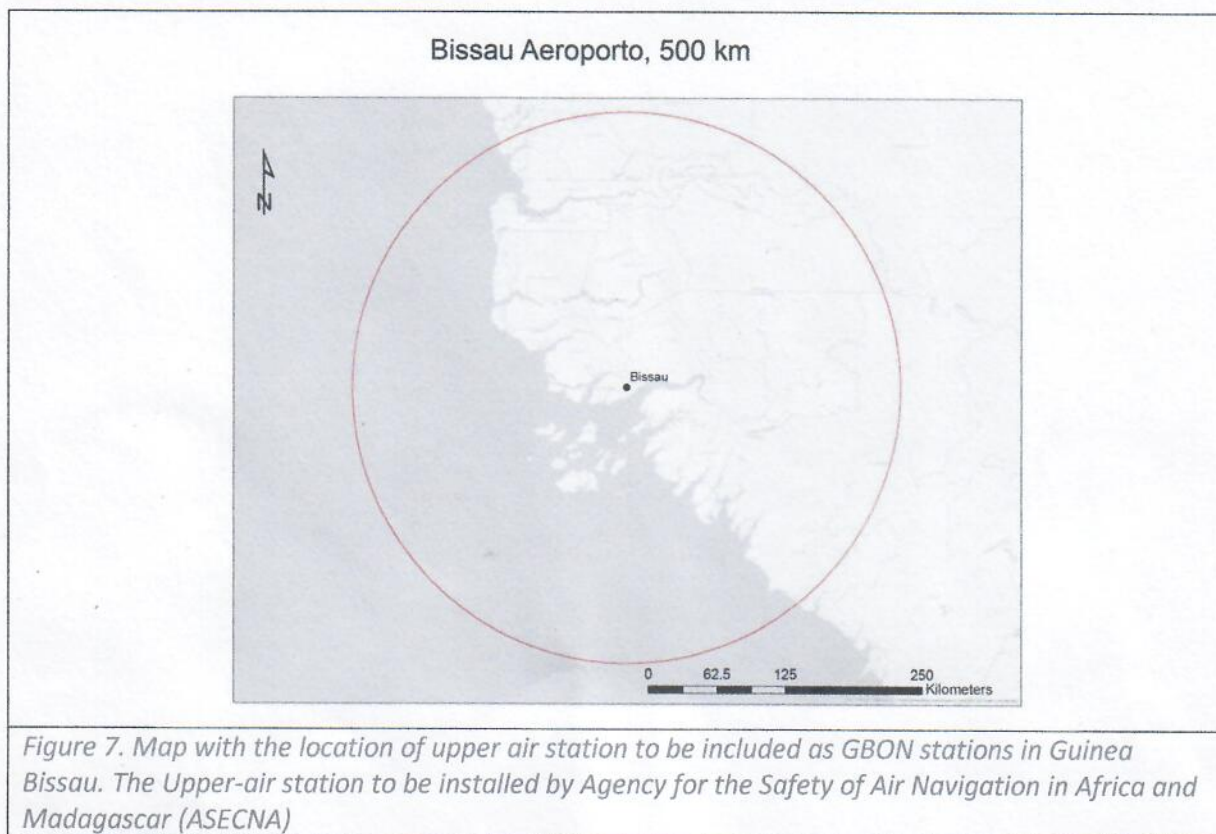 Bissau Aeroporto, 500 km
N
Bissau
0 62.5 125 250
Kilometers
Figure 7. Map with the location of upper air station to be included as GBON stations in Guinea
Bissau. The Upper-air station to be installed by Agency for the Safety of Air Navigation in Africa and
Madagascar (ASECNA)